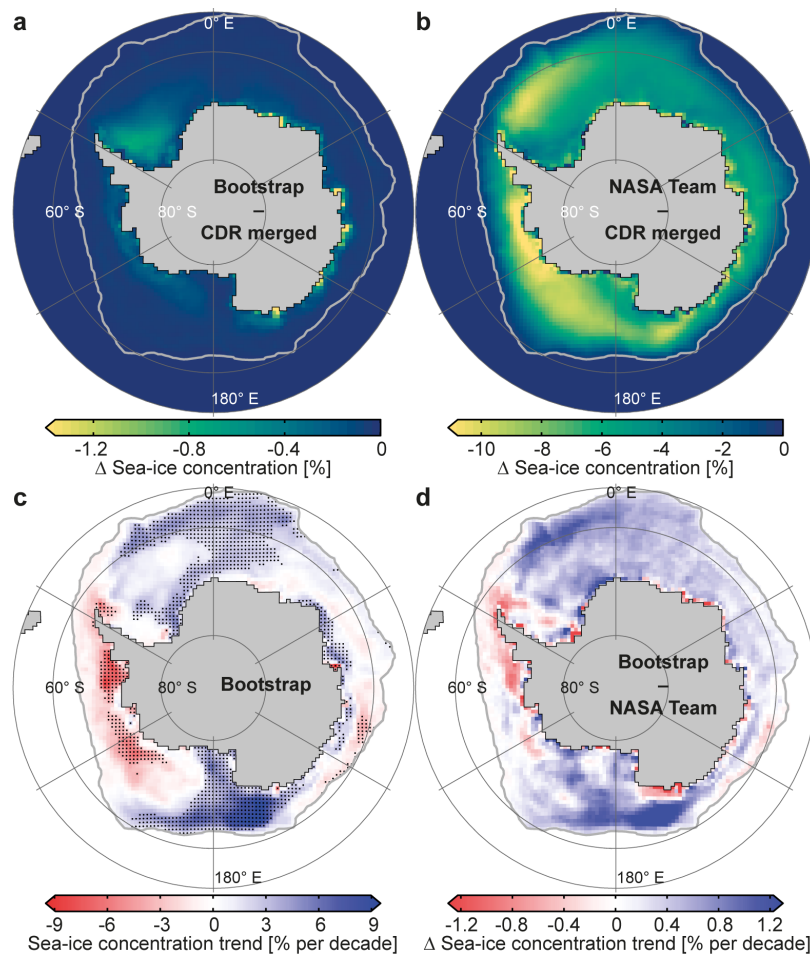 a
0° E
Bootstrap
–
CDR merged
60° S
80° S
180° E
-1.2 -0.8 -0.4 0
Δ Sea-ice concentration [%]
b
0° E
NASA Team
–
CDR merged
60° S
80° S
180° E
-10 -8 -6 -4 -2 0
Δ Sea-ice concentration [%]
c
0° E
Bootstrap
60° S
80° S
180° E
-9 -6 -3 0 3 6 9
Sea-ice concentration trend [% per decade]
d
0° E
Bootstrap
–
NASA Team
60° S
80° S
180° E
-1.2 -0.8 -0.4 0 0.4 0.8 1.2
Δ Sea-ice concentration trend [% per decade]